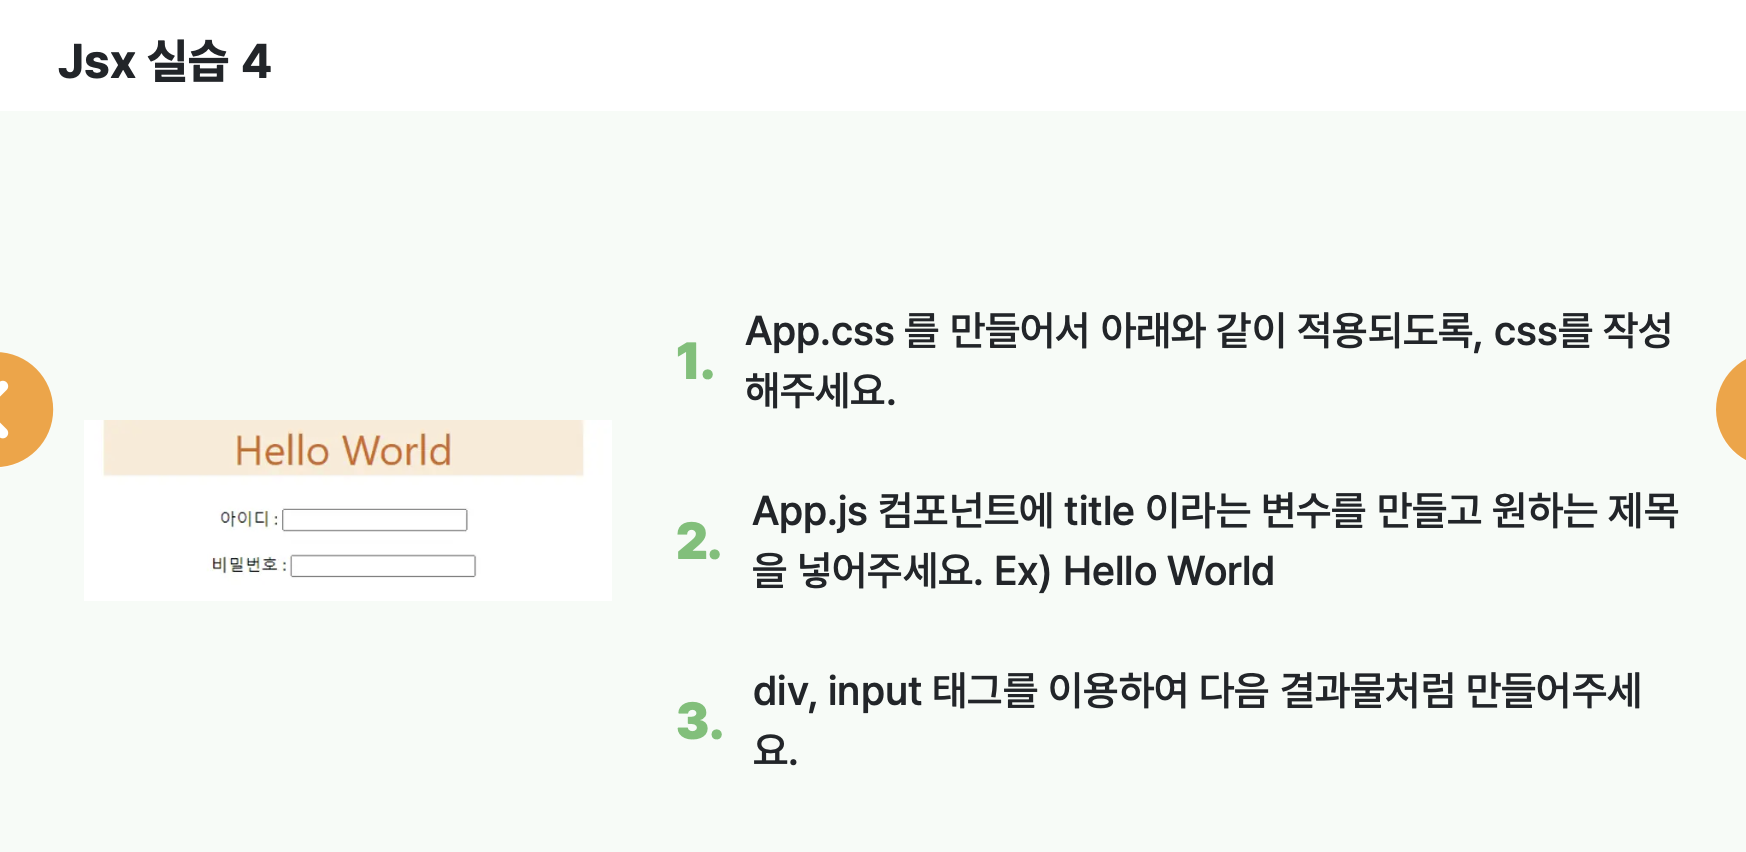 Jsx 실습 4
Hello World
아이디 :
비밀번호 :
1. App.css 를 만들어서 아래와 같이 적용되도록, css를 작성
해주세요.
2. App.js 컴포넌트에 title 이라는 변수를 만들고 원하는 제목
을 넣어주세요. Ex) Hello World
3. div, input 태그를 이용하여 다음 결과물처럼 만들어주세
요.